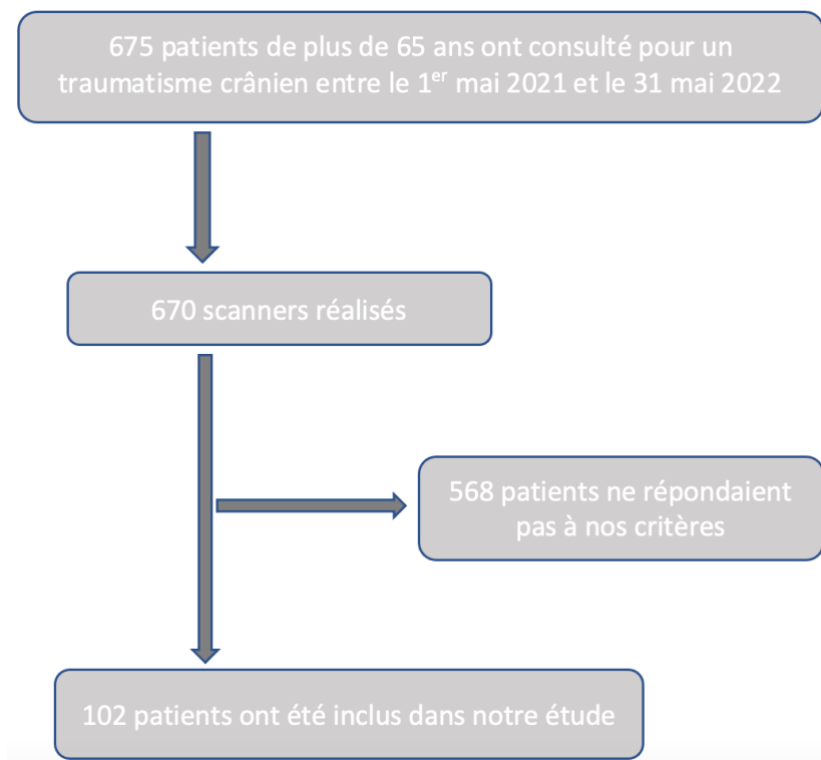 675 patients de plus de 65 ans ont consulté pour un
traumatisme crânien entre le 1er mai 2021 et le 31 mai 2022
670 scanners réalisés
568 patients ne répondaient
pas à nos critères
102 patients ont été inclus dans notre étude